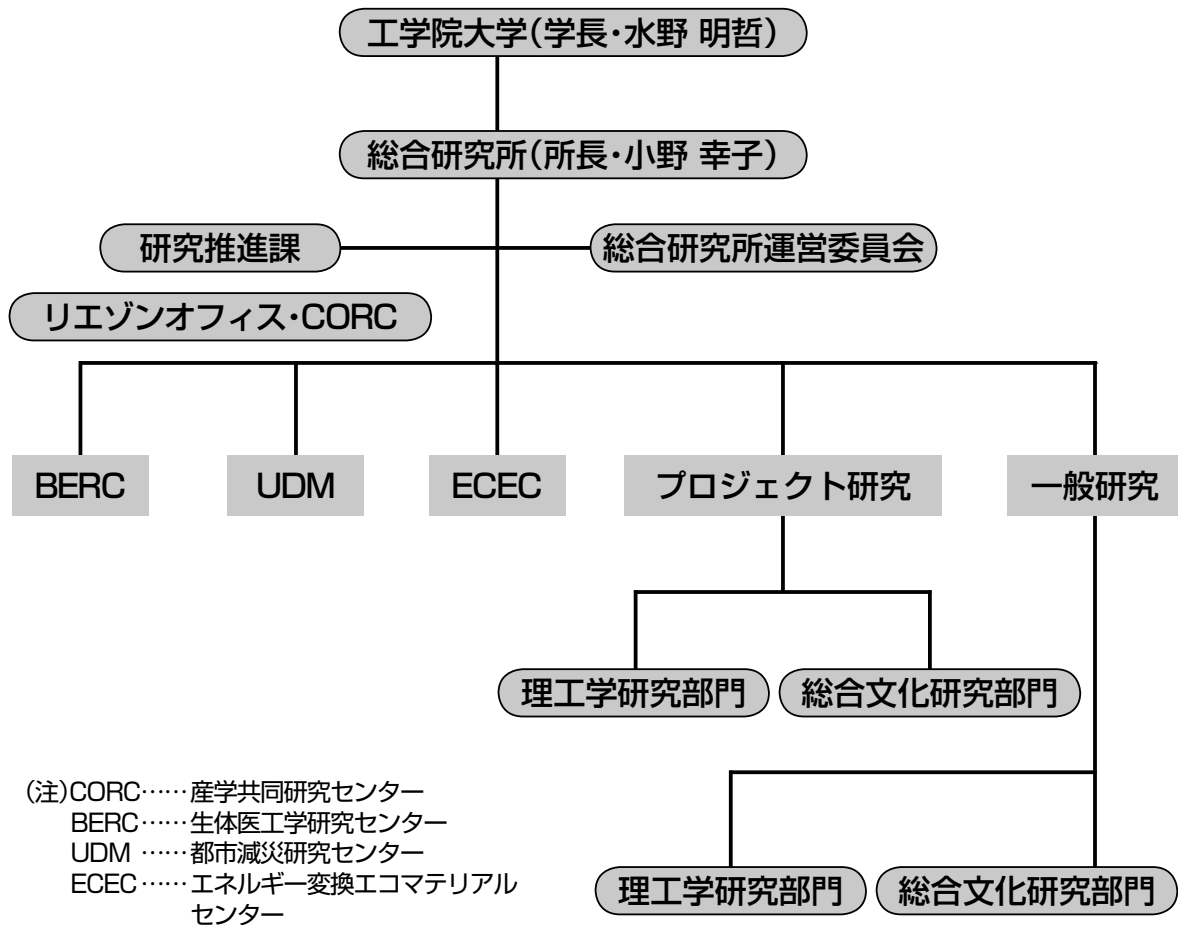 工学院大学(学長･水野 明哲)
総合研究所(所長･小野 幸子)
研究推進課
総合研究所運営委員会
リエゾンオフィス･CORC
BERC
UDM
ECEC
プロジェクト研究
一般研究
理工学研究部門
総合文化研究部門
(注)CORC……産学共同研究センター
BERC……生体医工学研究センター
UDM ……都市減災研究センター
ECEC……エネルギー変換エコマテリアル
センター
理工学研究部門
総合文化研究部門